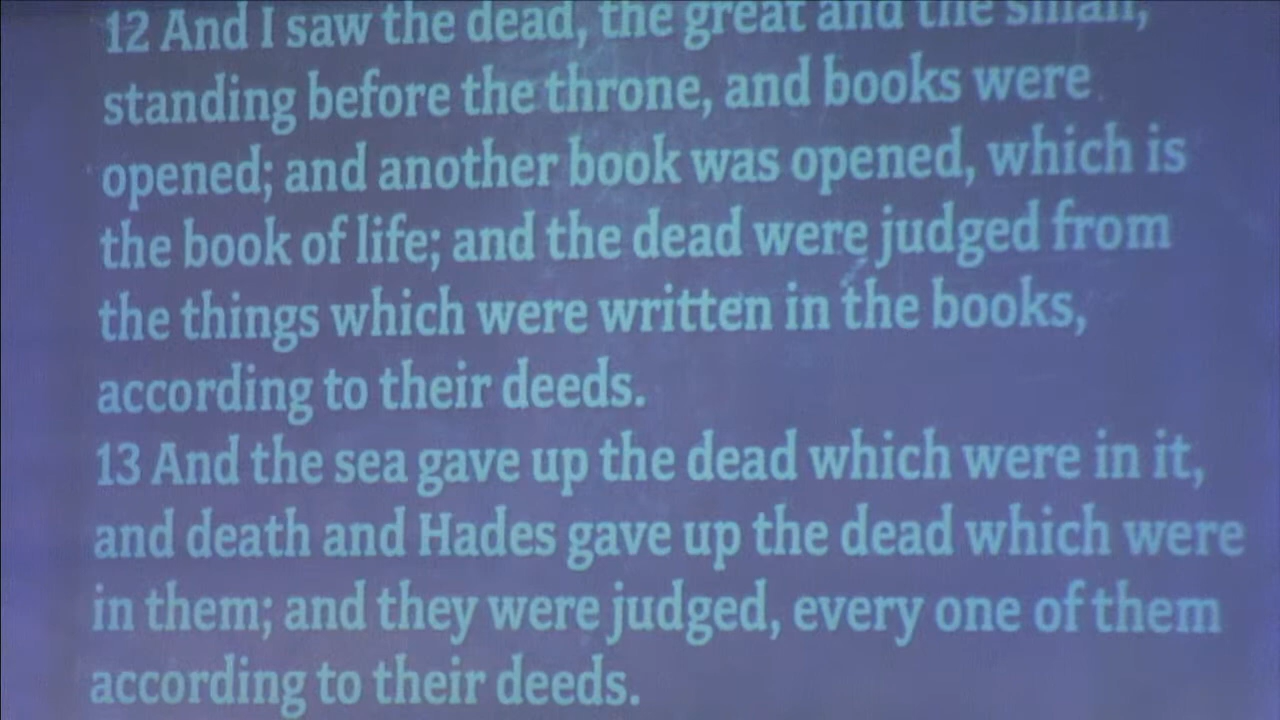 12 And I saw the dead, the great and the small,
standing before the throne, and books were
opened; and another book was opened, which is
the book of life; and the dead were judged from
the things which were written in the books,
according to their deeds.
13 And the sea gave up the dead which were in it,
and death and Hades gave up the dead which were
in them; and they were judged, every one of them
according to their deeds.